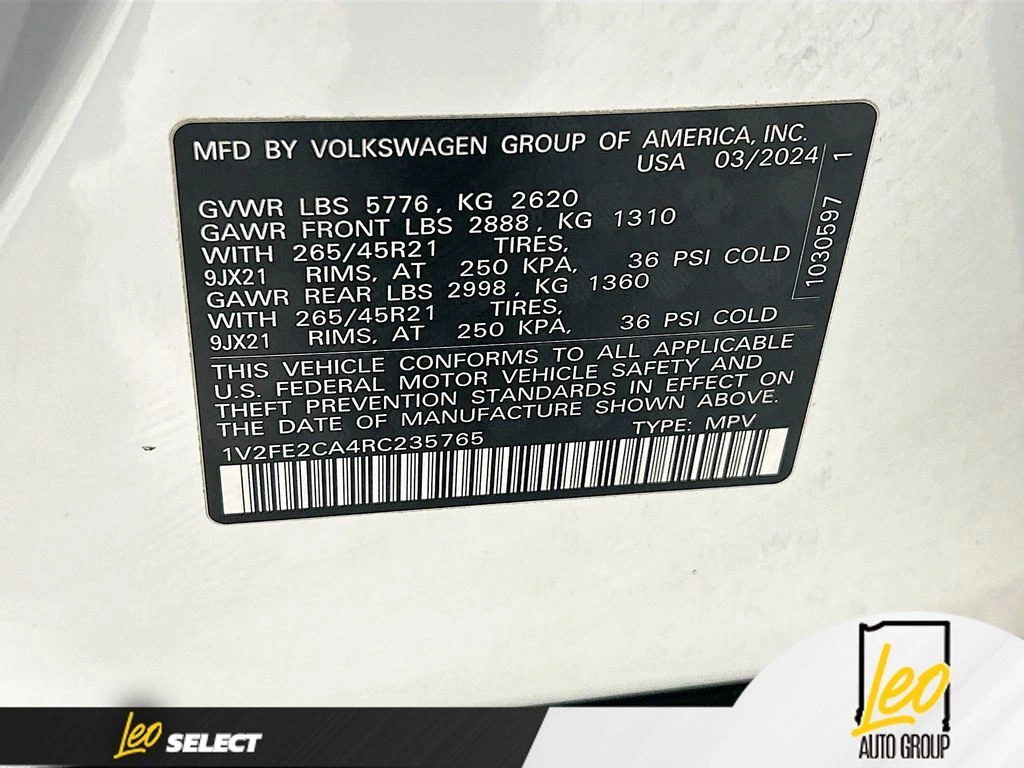 MFD BY VOLKSWAGEN GROUP OF AMERICA, INC.
USA 03/2024
GVWR LBS 5776, KG 2620
GAWR FRONT LBS 2888, KG 1310
WITH 265/45R21 TIRES,
9JX21 RIMS, AT 250 KPA, 36 PSI COLD
GAWR REAR LBS 2998, KG 1360
WITH 265/45R21 TIRES,
9JX21 RIMS, AT 250 KPA, 36 PSI COLD
1030597 1
THIS VEHICLE CONFORMS TO ALL APPLICABLE
U.S. FEDERAL MOTOR VEHICLE SAFETY AND
THEFT PREVENTION STANDARDS IN EFFECT ON
THE DATE OF MANUFACTURE SHOWN ABOVE.
1V2FE2CA4RC235765 TYPE: MPV
Leo SELECT
Leo
AUTO GROUP